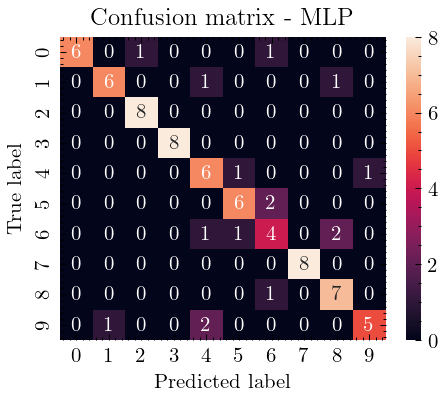 Confusion matrix - MLP
True label
0 6 0 1 0 0 0 1 0 0 0
1 0 6 0 0 1 0 0 0 1 0
2 0 0 8 0 0 0 0 0 0 0
3 0 0 0 8 0 0 0 0 0 0
4 0 0 0 0 6 1 0 0 0 1
5 0 0 0 0 0 6 2 0 0 0
6 0 0 0 0 1 1 4 0 2 0
7 0 0 0 0 0 0 0 8 0 0
8 0 0 0 0 0 0 1 0 7 0
9 0 1 0 0 2 0 0 0 0 5
0 1 2 3 4 5 6 7 8 9
Predicted label
8
6
4
2
0